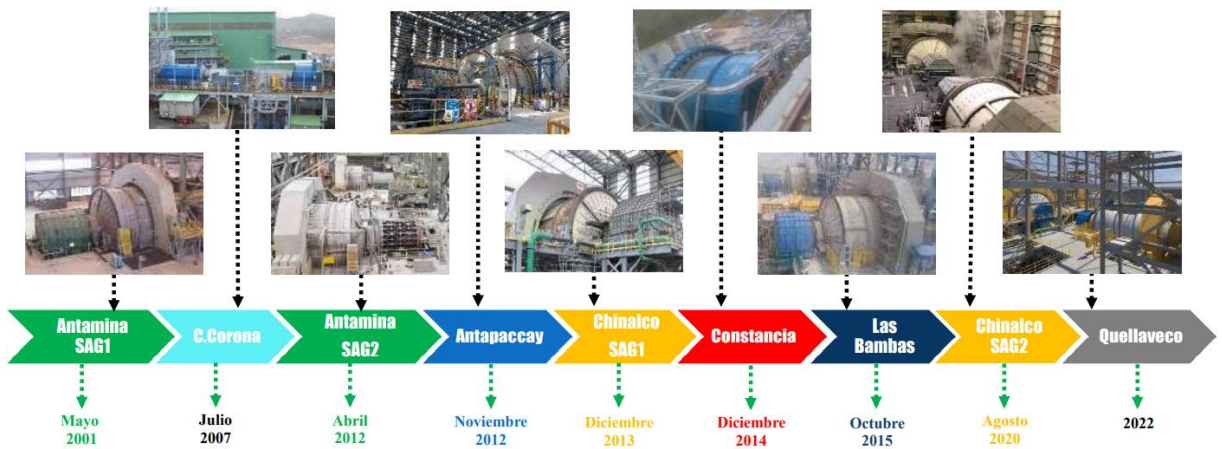 Antamina
SAG1
C.Corona
Antamina
SAG2
Antapaccay
Chinalco
SAG1
Constancia
Las
Bambas
Chinalco
SAG2
Quellaveco
Mayo
2001
Julio
2007
Abril
2012
Noviembre
2012
Diciembre
2013
Diciembre
2014
Octubre
2015
Agosto
2020
2022